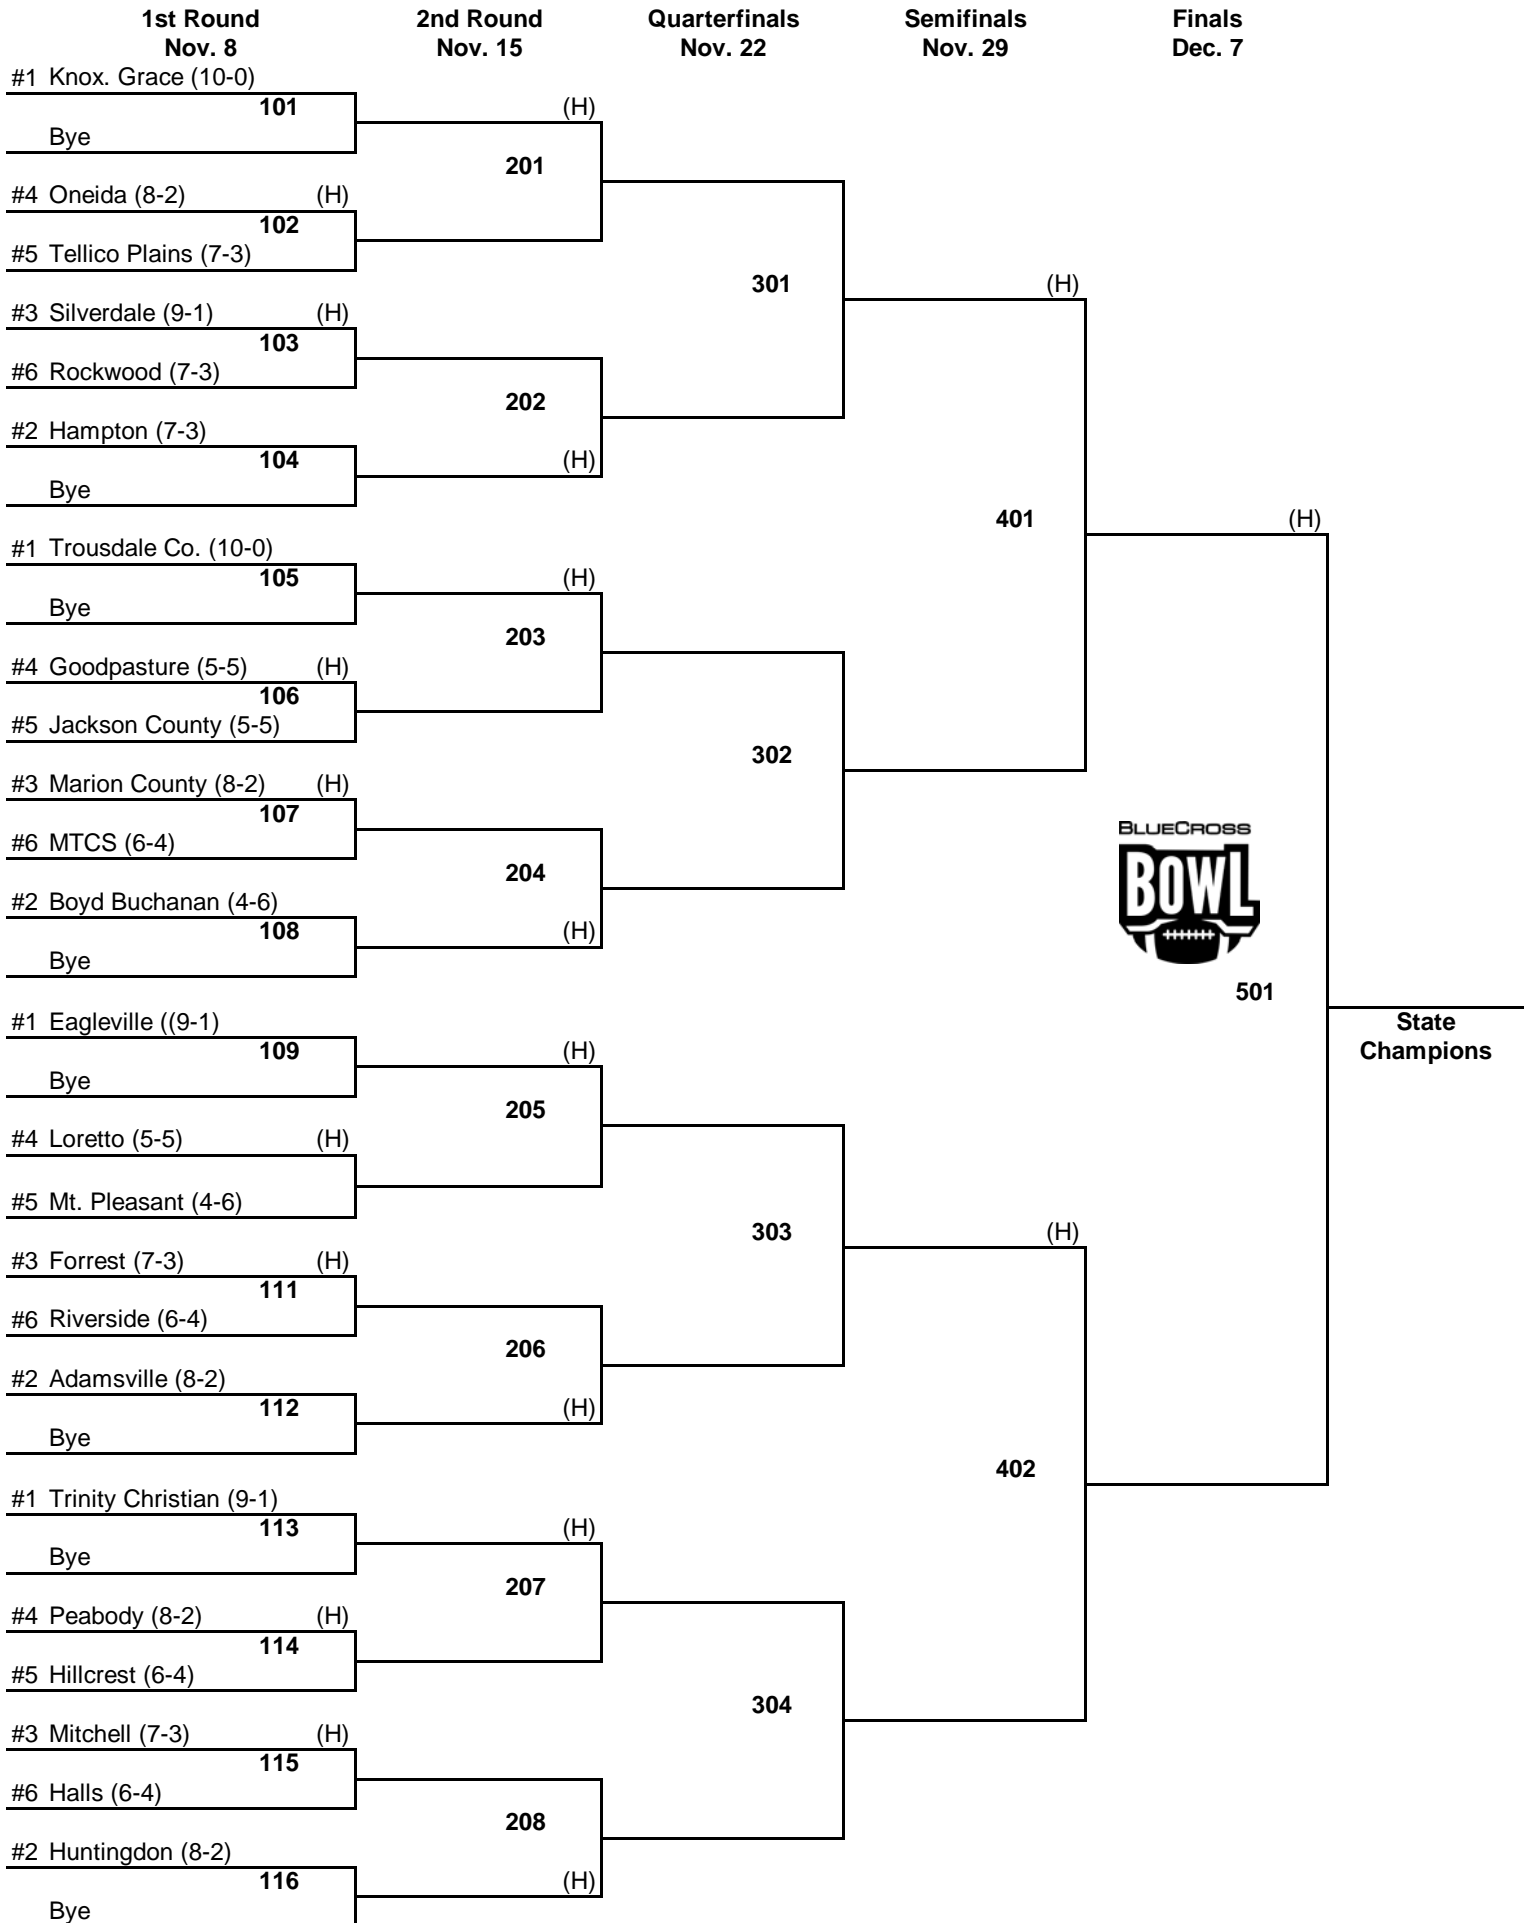 1st Round 2nd Round Quarterfinals Semifinals Finals
Nov. 8 Nov. 15 Nov. 22 Nov. 29 Dec. 7
#1 Knox. Grace (10-0)
101 (H)
Bye
201
#4 Oneida (8-2) (H)
102
#5 Tellico Plains (7-3)
301 (H)
#3 Silverdale (9-1) (H)
103
#6 Rockwood (7-3)
202
#2 Hampton (7-3)
104 (H)
Bye
401 (H)
#1 Trousdale Co. (10-0)
105 (H)
Bye
203
#4 Goodpasture (5-5) (H)
106
#5 Jackson County (5-5)
302
#3 Marion County (8-2) (H)
107
BLUECROSS
BOWL
#6 MTCS (6-4)
204
#2 Boyd Buchanan (4-6)
108 (H)
Bye
501
#1 Eagleville ((9-1) State
109 (H) Champions
Bye
205
#4 Loretto (5-5) (H)
#5 Mt. Pleasant (4-6)
303 (H)
#3 Forrest (7-3) (H)
111
#6 Riverside (6-4)
206
#2 Adamsville (8-2)
112 (H)
Bye
402
#1 Trinity Christian (9-1)
113 (H)
Bye
207
#4 Peabody (8-2) (H)
114
#5 Hillcrest (6-4)
304
#3 Mitchell (7-3) (H)
115
#6 Halls (6-4)
208
#2 Huntingdon (8-2)
116 (H)
Bye